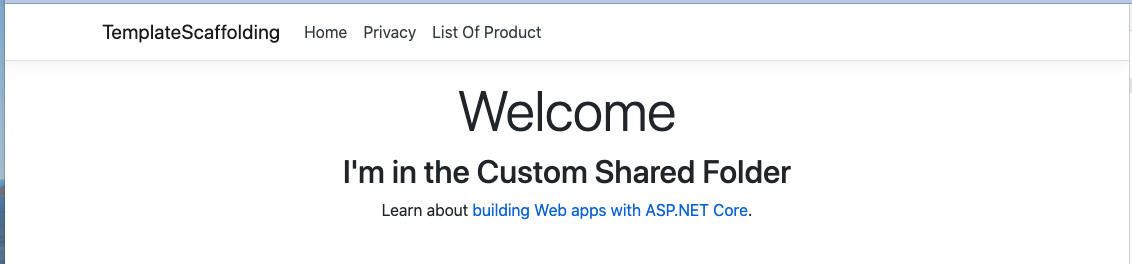 TemplateScaffolding Home Privacy List Of Product
Welcome
I'm in the Custom Shared Folder
Learn about building Web apps with ASP.NET Core.